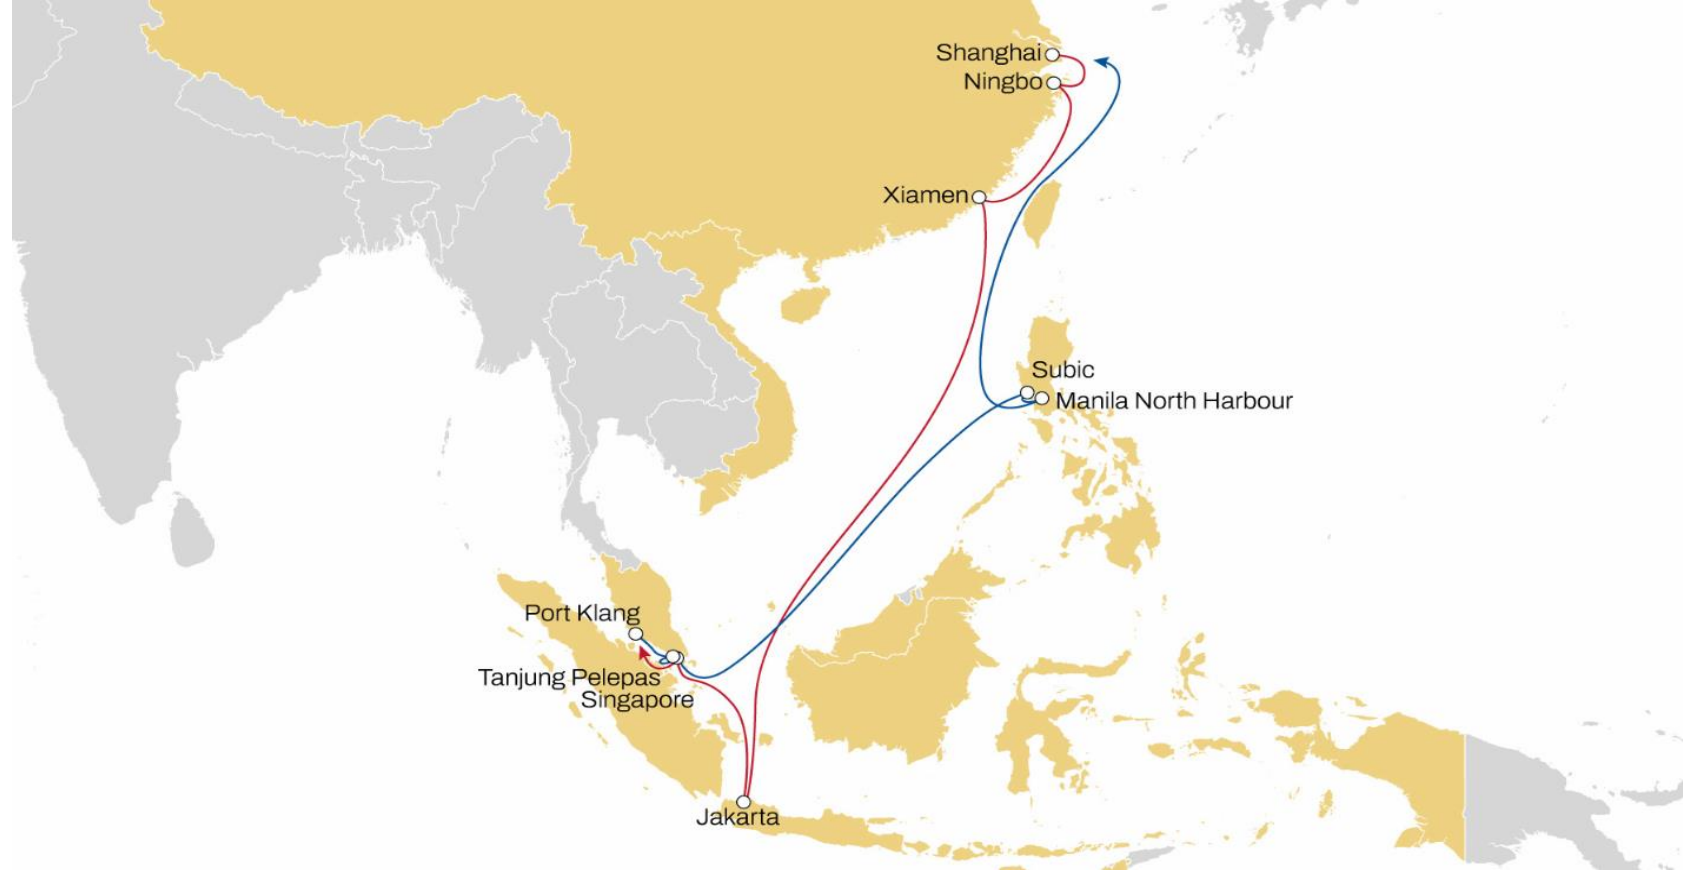 Shanghai
Ningbo
Xiamen
Subic
Manila North Harbour
Port Klang
Tanjung Pelepas
Singapore
Jakarta